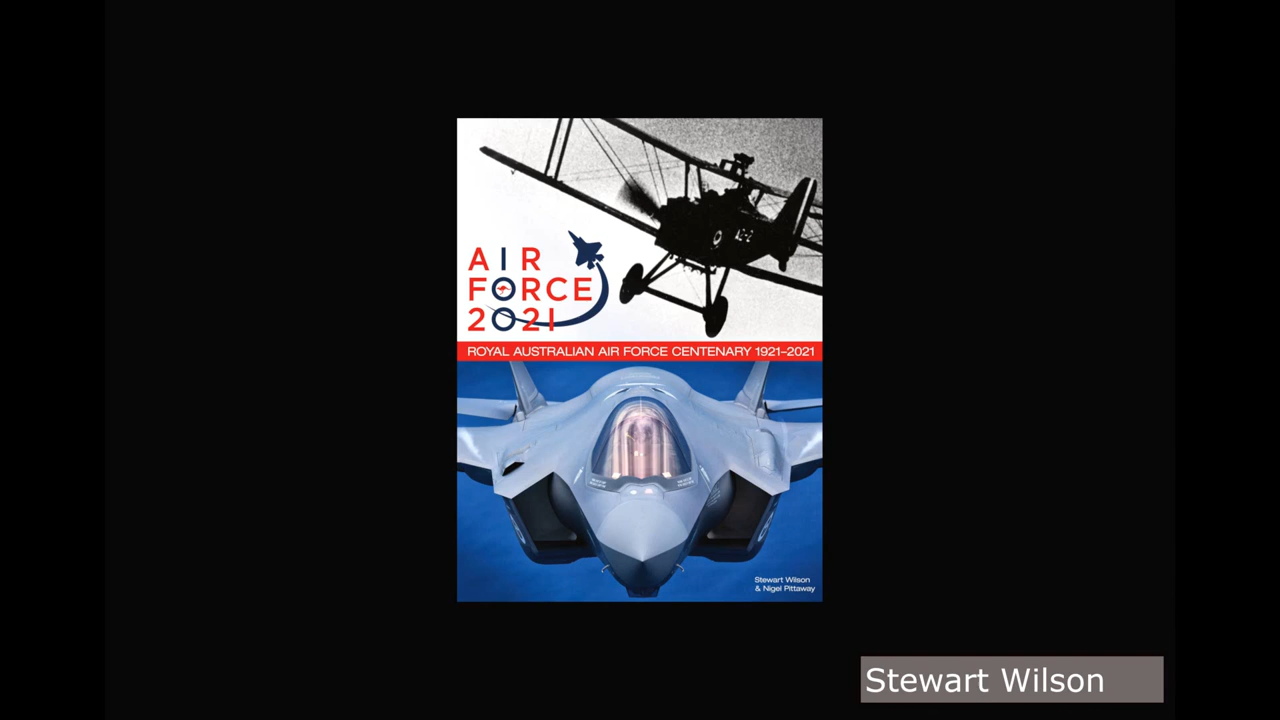 AIR
FORCE
2021
ROYAL AUSTRALIAN AIR FORCE CENTENARY 1921–2021
Stewart Wilson
& Nigel Pittaway
Stewart Wilson